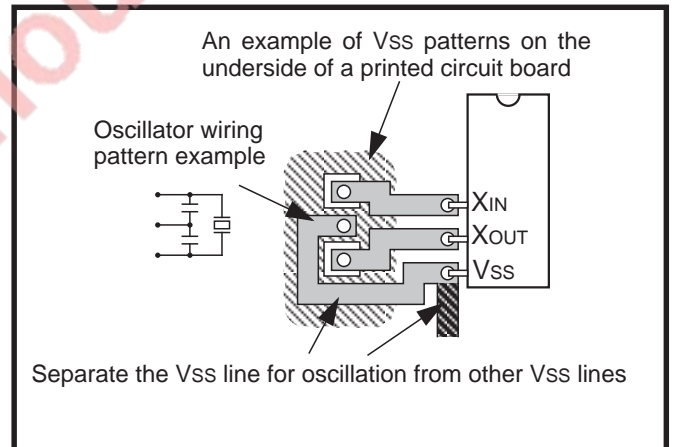 An example of VSS patterns on the
underside of a printed circuit board
Oscillator wiring
pattern example
XIN
XOUT
VSS
Separate the VSS line for oscillation from other VSS lines